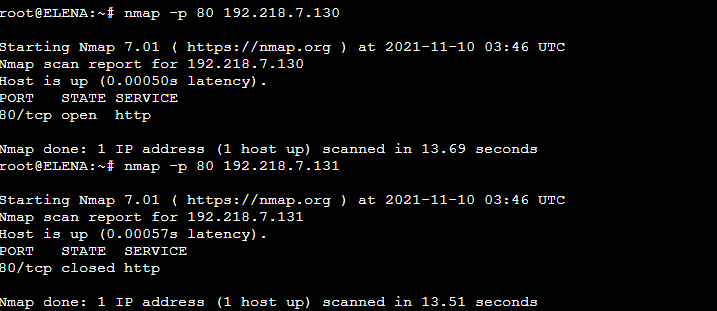 root@ELENA:~# nmap -p 80 192.218.7.130
Starting Nmap 7.01 ( https://nmap.org ) at 2021-11-10 03:46 UTC
Nmap scan report for 192.218.7.130
Host is up (0.00050s latency).
PORT   STATE SERVICE
80/tcp open  http
Nmap done: 1 IP address (1 host up) scanned in 13.69 seconds
root@ELENA:~# nmap -p 80 192.218.7.131
Starting Nmap 7.01 ( https://nmap.org ) at 2021-11-10 03:46 UTC
Nmap scan report for 192.218.7.131
Host is up (0.00057s latency).
PORT   STATE  SERVICE
80/tcp closed http
Nmap done: 1 IP address (1 host up) scanned in 13.51 seconds